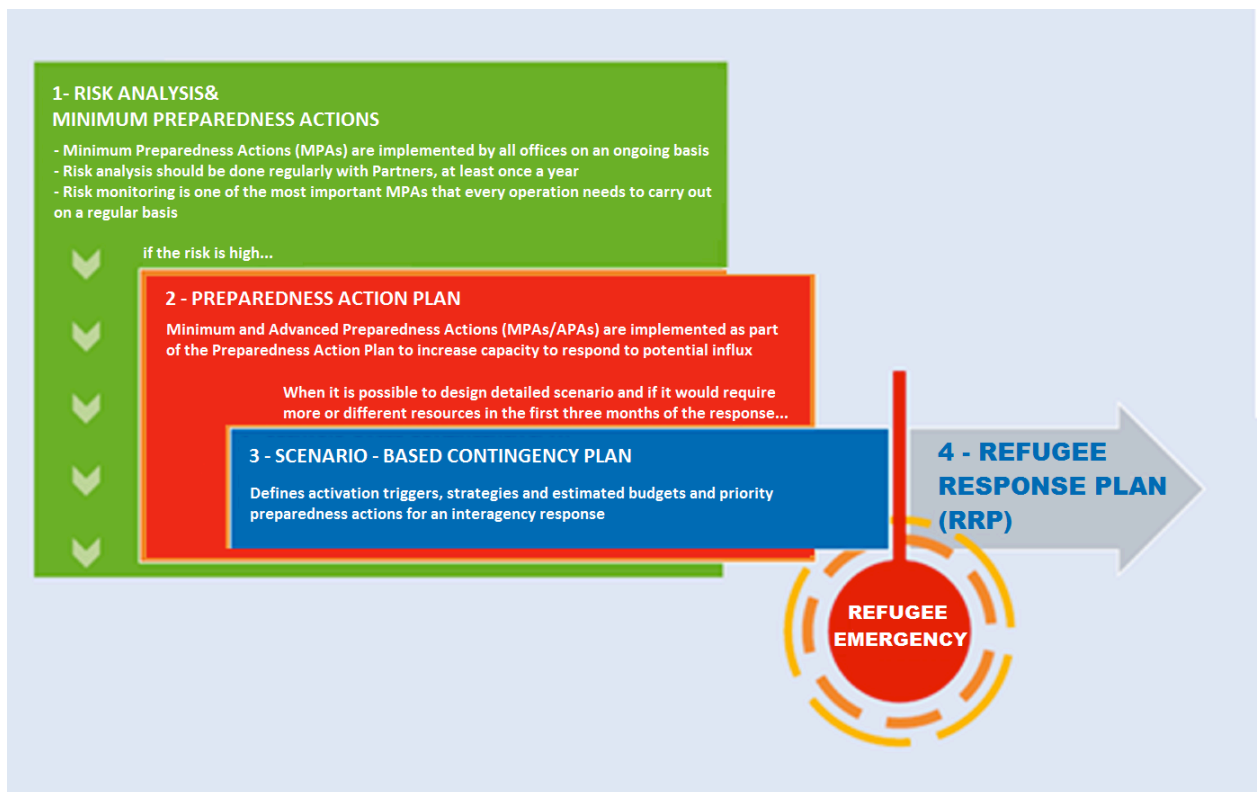 1- RISK ANALYSIS&
MINIMUM PREPAREDNESS ACTIONS
- Minimum Preparedness Actions (MPAs) are implemented by all offices on an ongoing basis
- Risk analysis should be done regularly with Partners, at least once a year
- Risk monitoring is one of the most important MPAs that every operation needs to carry out
on a regular basis
if the risk is high...
2 - PREPAREDNESS ACTION PLAN
Minimum and Advanced Preparedness Actions (MPAs/APAs) are implemented as part
of the Preparedness Action Plan to increase capacity to respond to potential influx
When it is possible to design detailed scenario and if it would require
more or different resources in the first three months of the response...
3 - SCENARIO - BASED CONTINGENCY PLAN
Defines activation triggers, strategies and estimated budgets and priority
preparedness actions for an interagency response
4 - REFUGEE
RESPONSE PLAN
(RRP)
REFUGEE
EMERGENCY